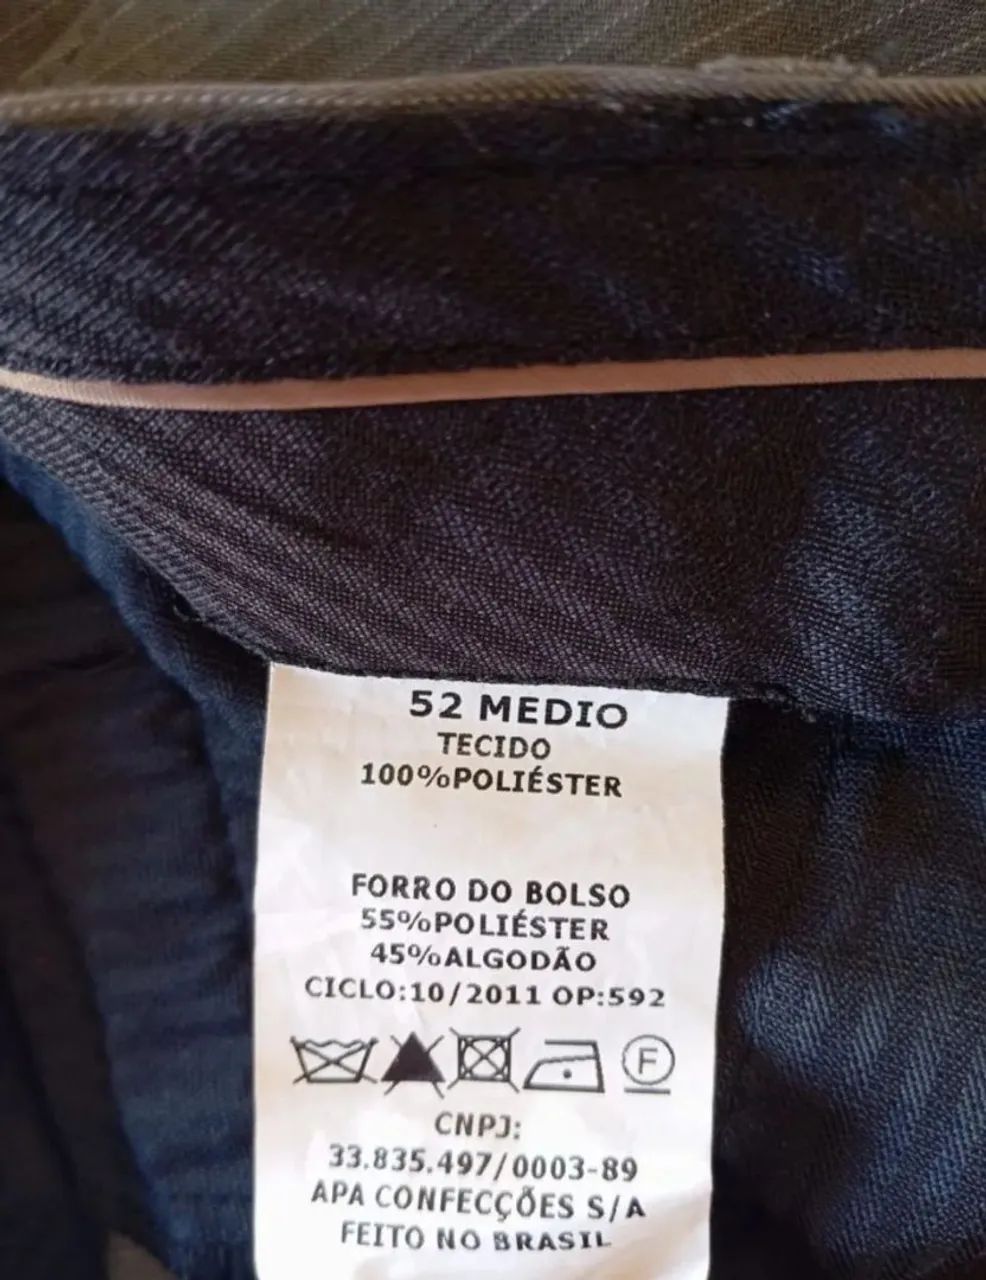 52 MEDIO
TECIDO
100%POLIÉSTER
FORRO DO BOLSO
55%POLIÉSTER
45%ALGODÃO
CICLO:10/2011 OP:592
F
CNPJ:
33.835.497/0003-89
APA CONFECÇÕES S/A
FEITO NO BRASIL